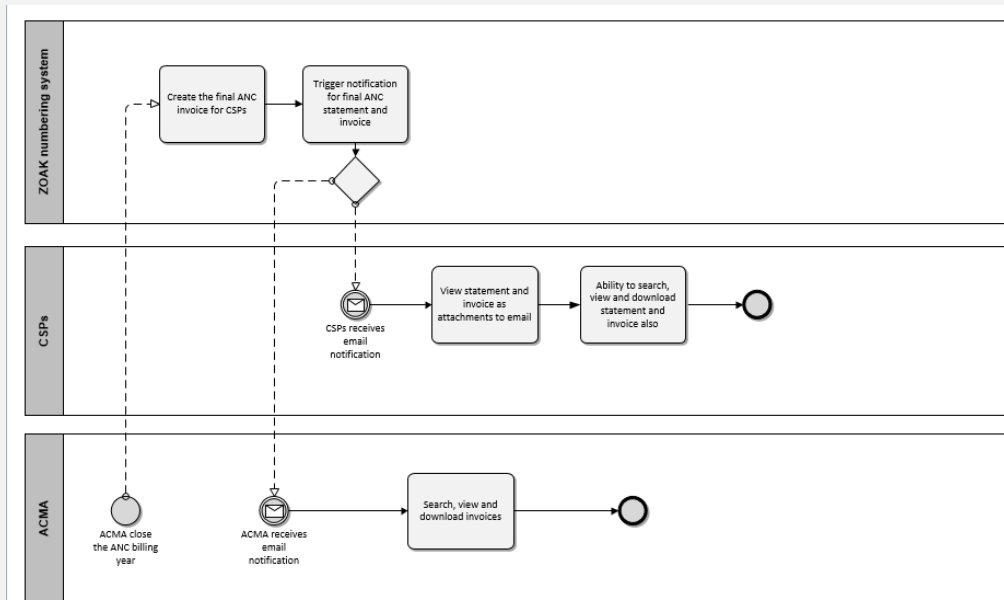 ZOAK numbering system
Create the final ANC
invoice for CSPs
Trigger notification
for final ANC
statement and
invoice
CSPs
CSPs receives
email
notification
View statement and
invoice as
attachments to email
Ability to search,
view and download
statement and
invoice also
ACMA
ACMA close
the ANC billing
year
ACMA receives
email
notification
Search, view and
download invoices